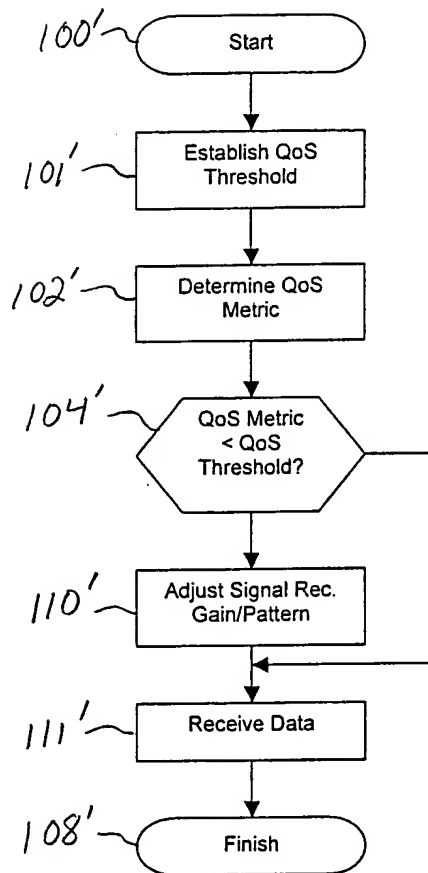 100'
Start
101'
Establish QoS
Threshold
102'
Determine QoS
Metric
104'
QoS Metric
< QoS
Threshold?
110'
Adjust Signal Rec.
Gain/Pattern
111'
Receive Data
108'
Finish